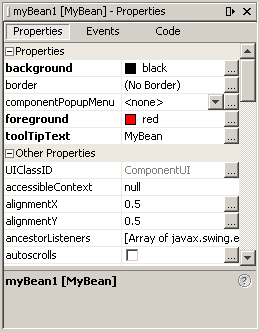 myBean1 [MyBean] - Properties
Properties Events Code
Properties
background black ...
border (No Border) ...
componentPopupMenu <none> ...
foreground red ...
toolTipText MyBean ...
Other Properties
UIClassID ComponentUI ...
accessibleContext null
alignmentX 0.5 ...
alignmentY 0.5 ...
ancestorListeners [Array of javax.swing.e
autoscrolls
myBean1 [MyBean] ?